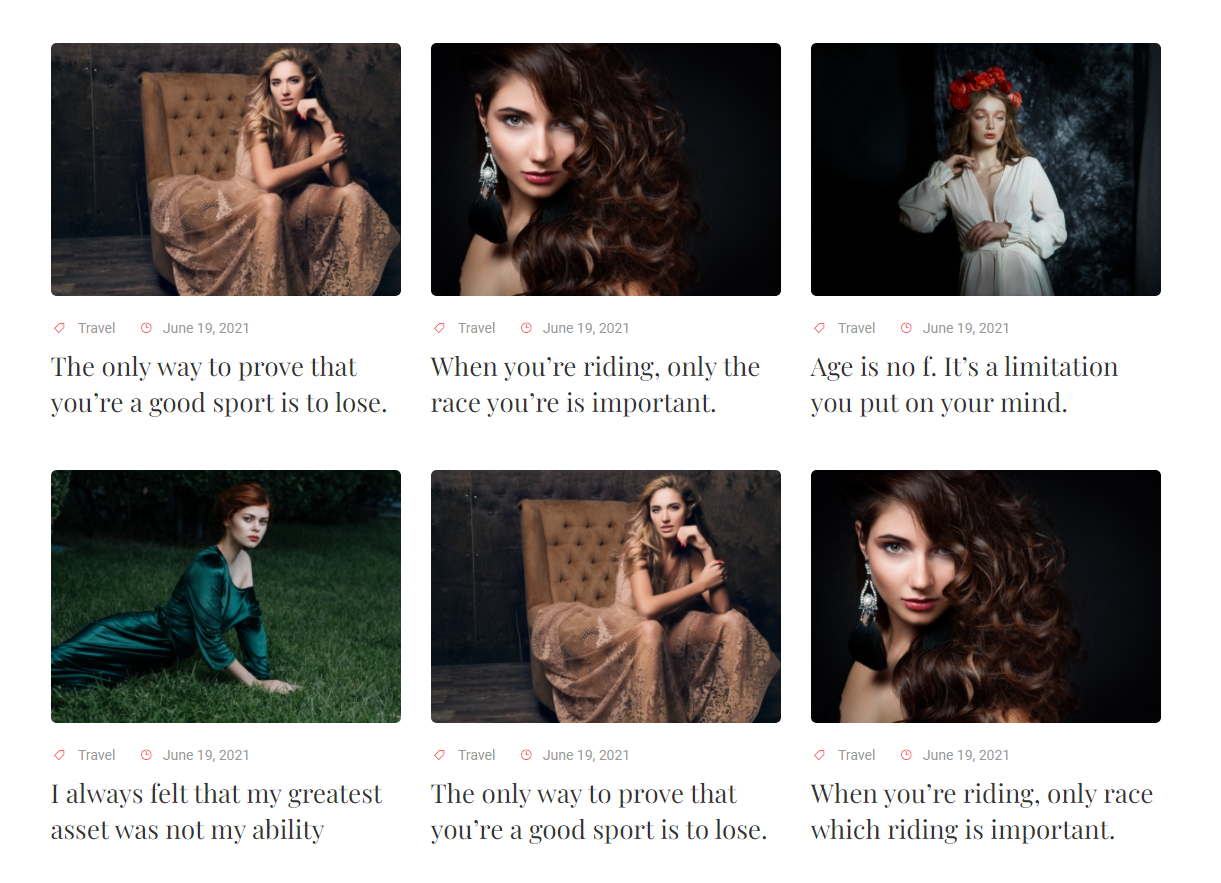 Travel June 19, 2021
The only way to prove that
you’re a good sport is to lose.
Travel June 19, 2021
When you’re riding, only the
race you’re is important.
Travel June 19, 2021
Age is no f. It’s a limitation
you put on your mind.
Travel June 19, 2021
I always felt that my greatest
asset was not my ability
Travel June 19, 2021
The only way to prove that
you’re a good sport is to lose.
Travel June 19, 2021
When you’re riding, only race
which riding is important.